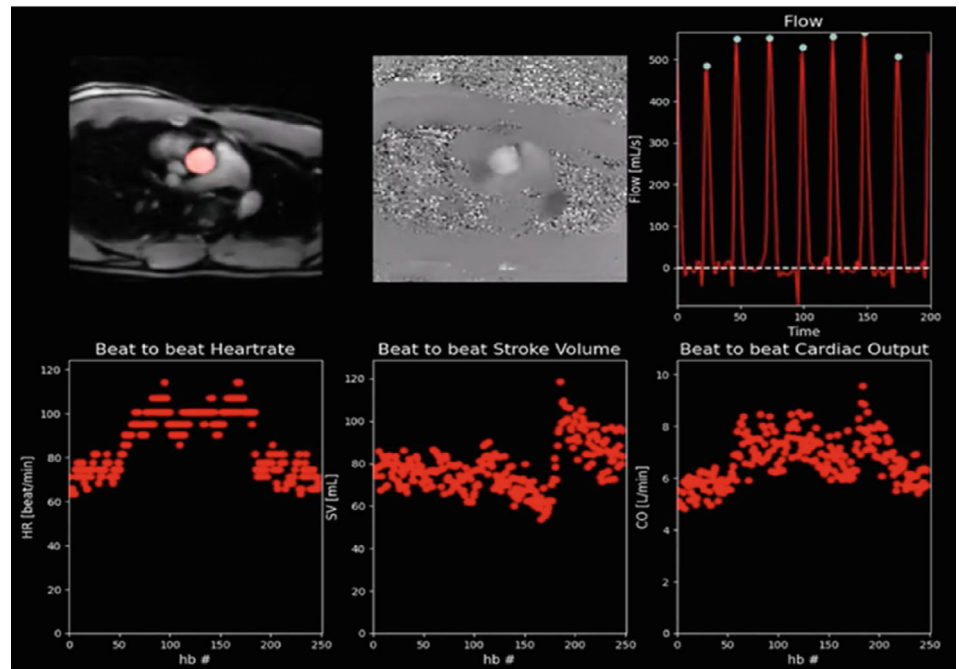 Flow
Flow [mL/s]
500
400
300
200
100
0
0 50 100 150 200
Time
Beat to beat Heartrate
HR [beat/min]
120
100
80
60
40
20
0
0 50 100 150 200 250
hb #
Beat to beat Stroke Volume
SV [mL]
120
100
80
60
40
20
0
0 50 100 150 200 250
hb #
Beat to beat Cardiac Output
CO [L/min]
10
8
6
4
2
0
0 50 100 150 200 250
hb #